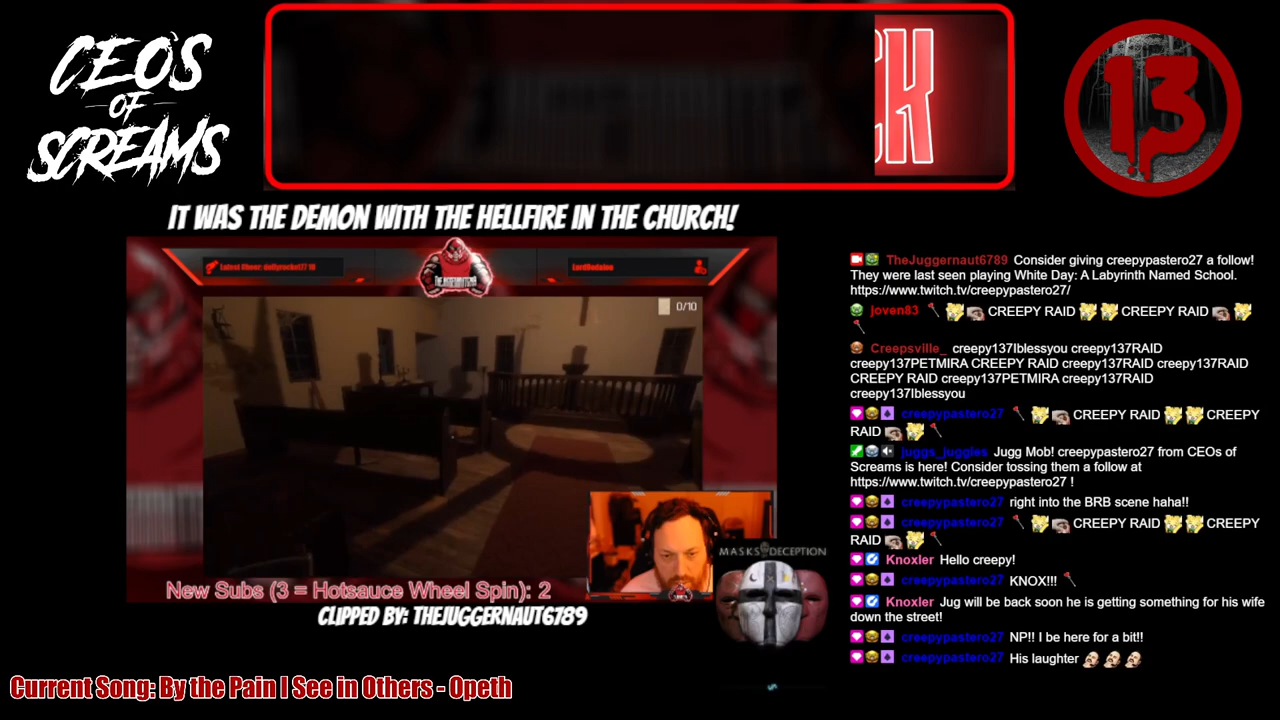 CEO'S
OF
SCREAMS
CK
13
IT WAS THE DEMON WITH THE HELLFIRE IN THE CHURCH!
Latest Cheer: dollyrocket77 10
THEJUGGERNAUT6789
0/10
New Subs (3 = Hotsauce Wheel Spin): 2
MASKS DECEPTION
CLIPPED BY: THEJUGGERNAUT6789
TheJuggernaut6789 Consider giving creepypastero27 a follow!
They were last seen playing White Day: A Labyrinth Named School.
https://www.twitch.tv/creepypastero27/
joven83 CREEPY RAID CREEPY RAID
Creepsville_ creepy137Iblessyou creepy137RAID
creepy137PETMIRA CREEPY RAID creepy137RAID creepy137RAID
CREEPY RAID creepy137PETMIRA creepy137RAID
creepy137Iblessyou
creepypastero27 CREEPY RAID CREEPY
RAID
juggs_juggles Jugg Mob! creepypastero27 from CEOs of
Screams is here! Consider tossing them a follow at
https://www.twitch.tv/creepypastero27 !
creepypastero27 right into the BRB scene haha!!
creepypastero27 CREEPY RAID CREEPY
RAID
Knoxler Hello creepy!
creepypastero27 KNOX!!!
Knoxler Jug will be back soon he is getting something for his wife
down the street!
creepypastero27 NP!! I be here for a bit!!
creepypastero27 His laughter
Current Song: By the Pain I See in Others - Opeth